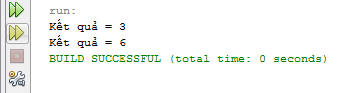 run:
Kết quả = 3
Kết quả = 6
BUILD SUCCESSFUL (total time: 0 seconds)